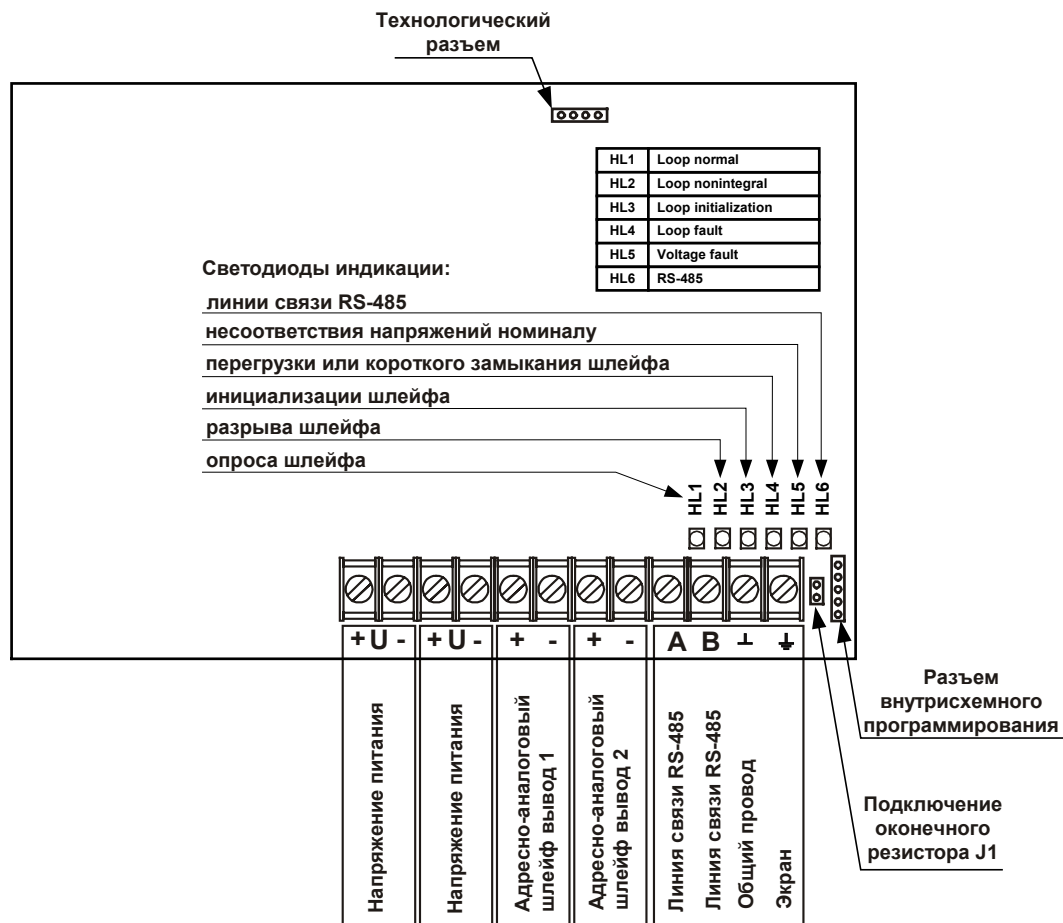 Технологический
разъем
HL1 Loop normal
HL2 Loop nonintegral
HL3 Loop initialization
HL4 Loop fault
HL5 Voltage fault
HL6 RS-485
Светодиоды индикации:
линии связи RS-485
несоответствия напряжений номиналу
перегрузки или короткого замыкания шлейфа
инициализации шлейфа
разрыва шлейфа
опроса шлейфа
HL1
HL2
HL3
HL4
HL5
HL6
+ U - + U - + - + - A B
Разъем
внутрисхемного
программирования
Подключение
оконечного
резистора J1
Напряжение питания
Напряжение питания
Адресно-аналоговый
шлейф вывод 1
Адресно-аналоговый
шлейф вывод 2
Линия связи RS-485
Линия связи RS-485
Общий провод
Экран